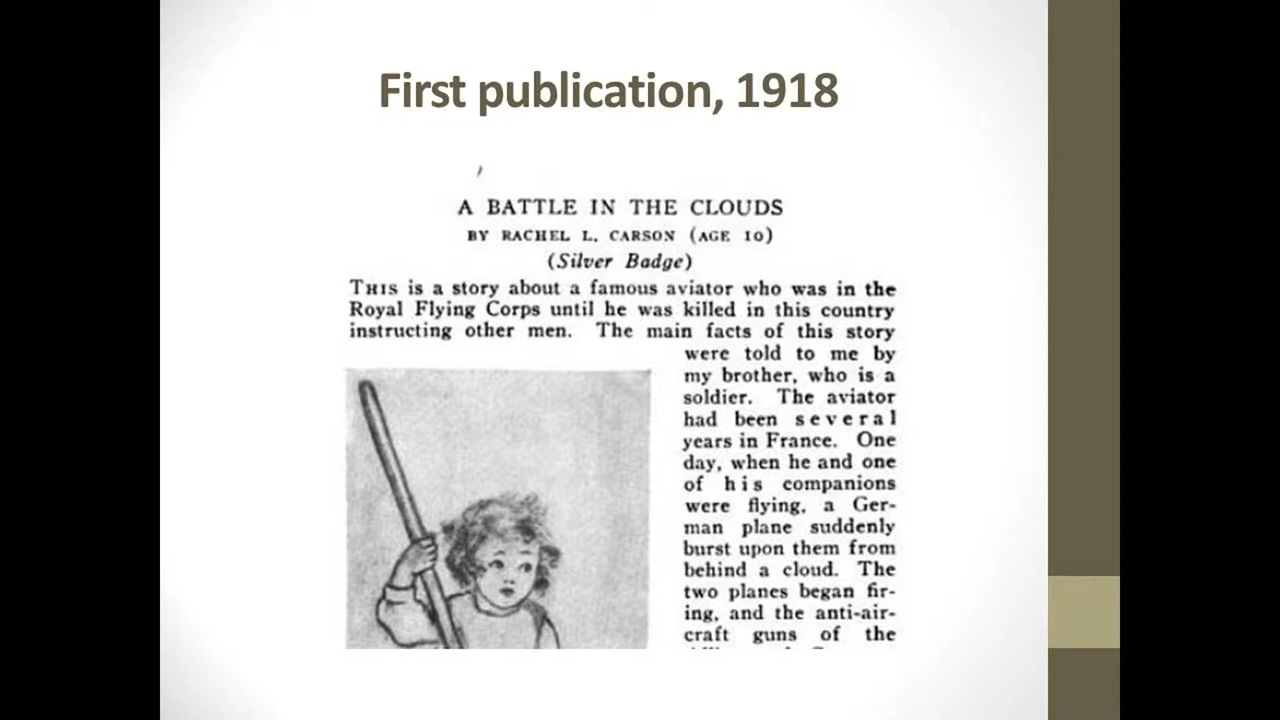 First publication, 1918
A BATTLE IN THE CLOUDS
BY RACHEL L. CARSON (AGE 10)
(Silver Badge)
THIS is a story about a famous aviator who was in the
Royal Flying Corps until he was killed in this country
instructing other men. The main facts of this story
were told to me by
my brother, who is a
soldier. The aviator
had been several
years in France. One
day, when he and one
of his companions
were flying, a Ger-
man plane suddenly
burst upon them from
behind a cloud. The
two planes began fir-
ing, and the anti-air-
craft guns of the